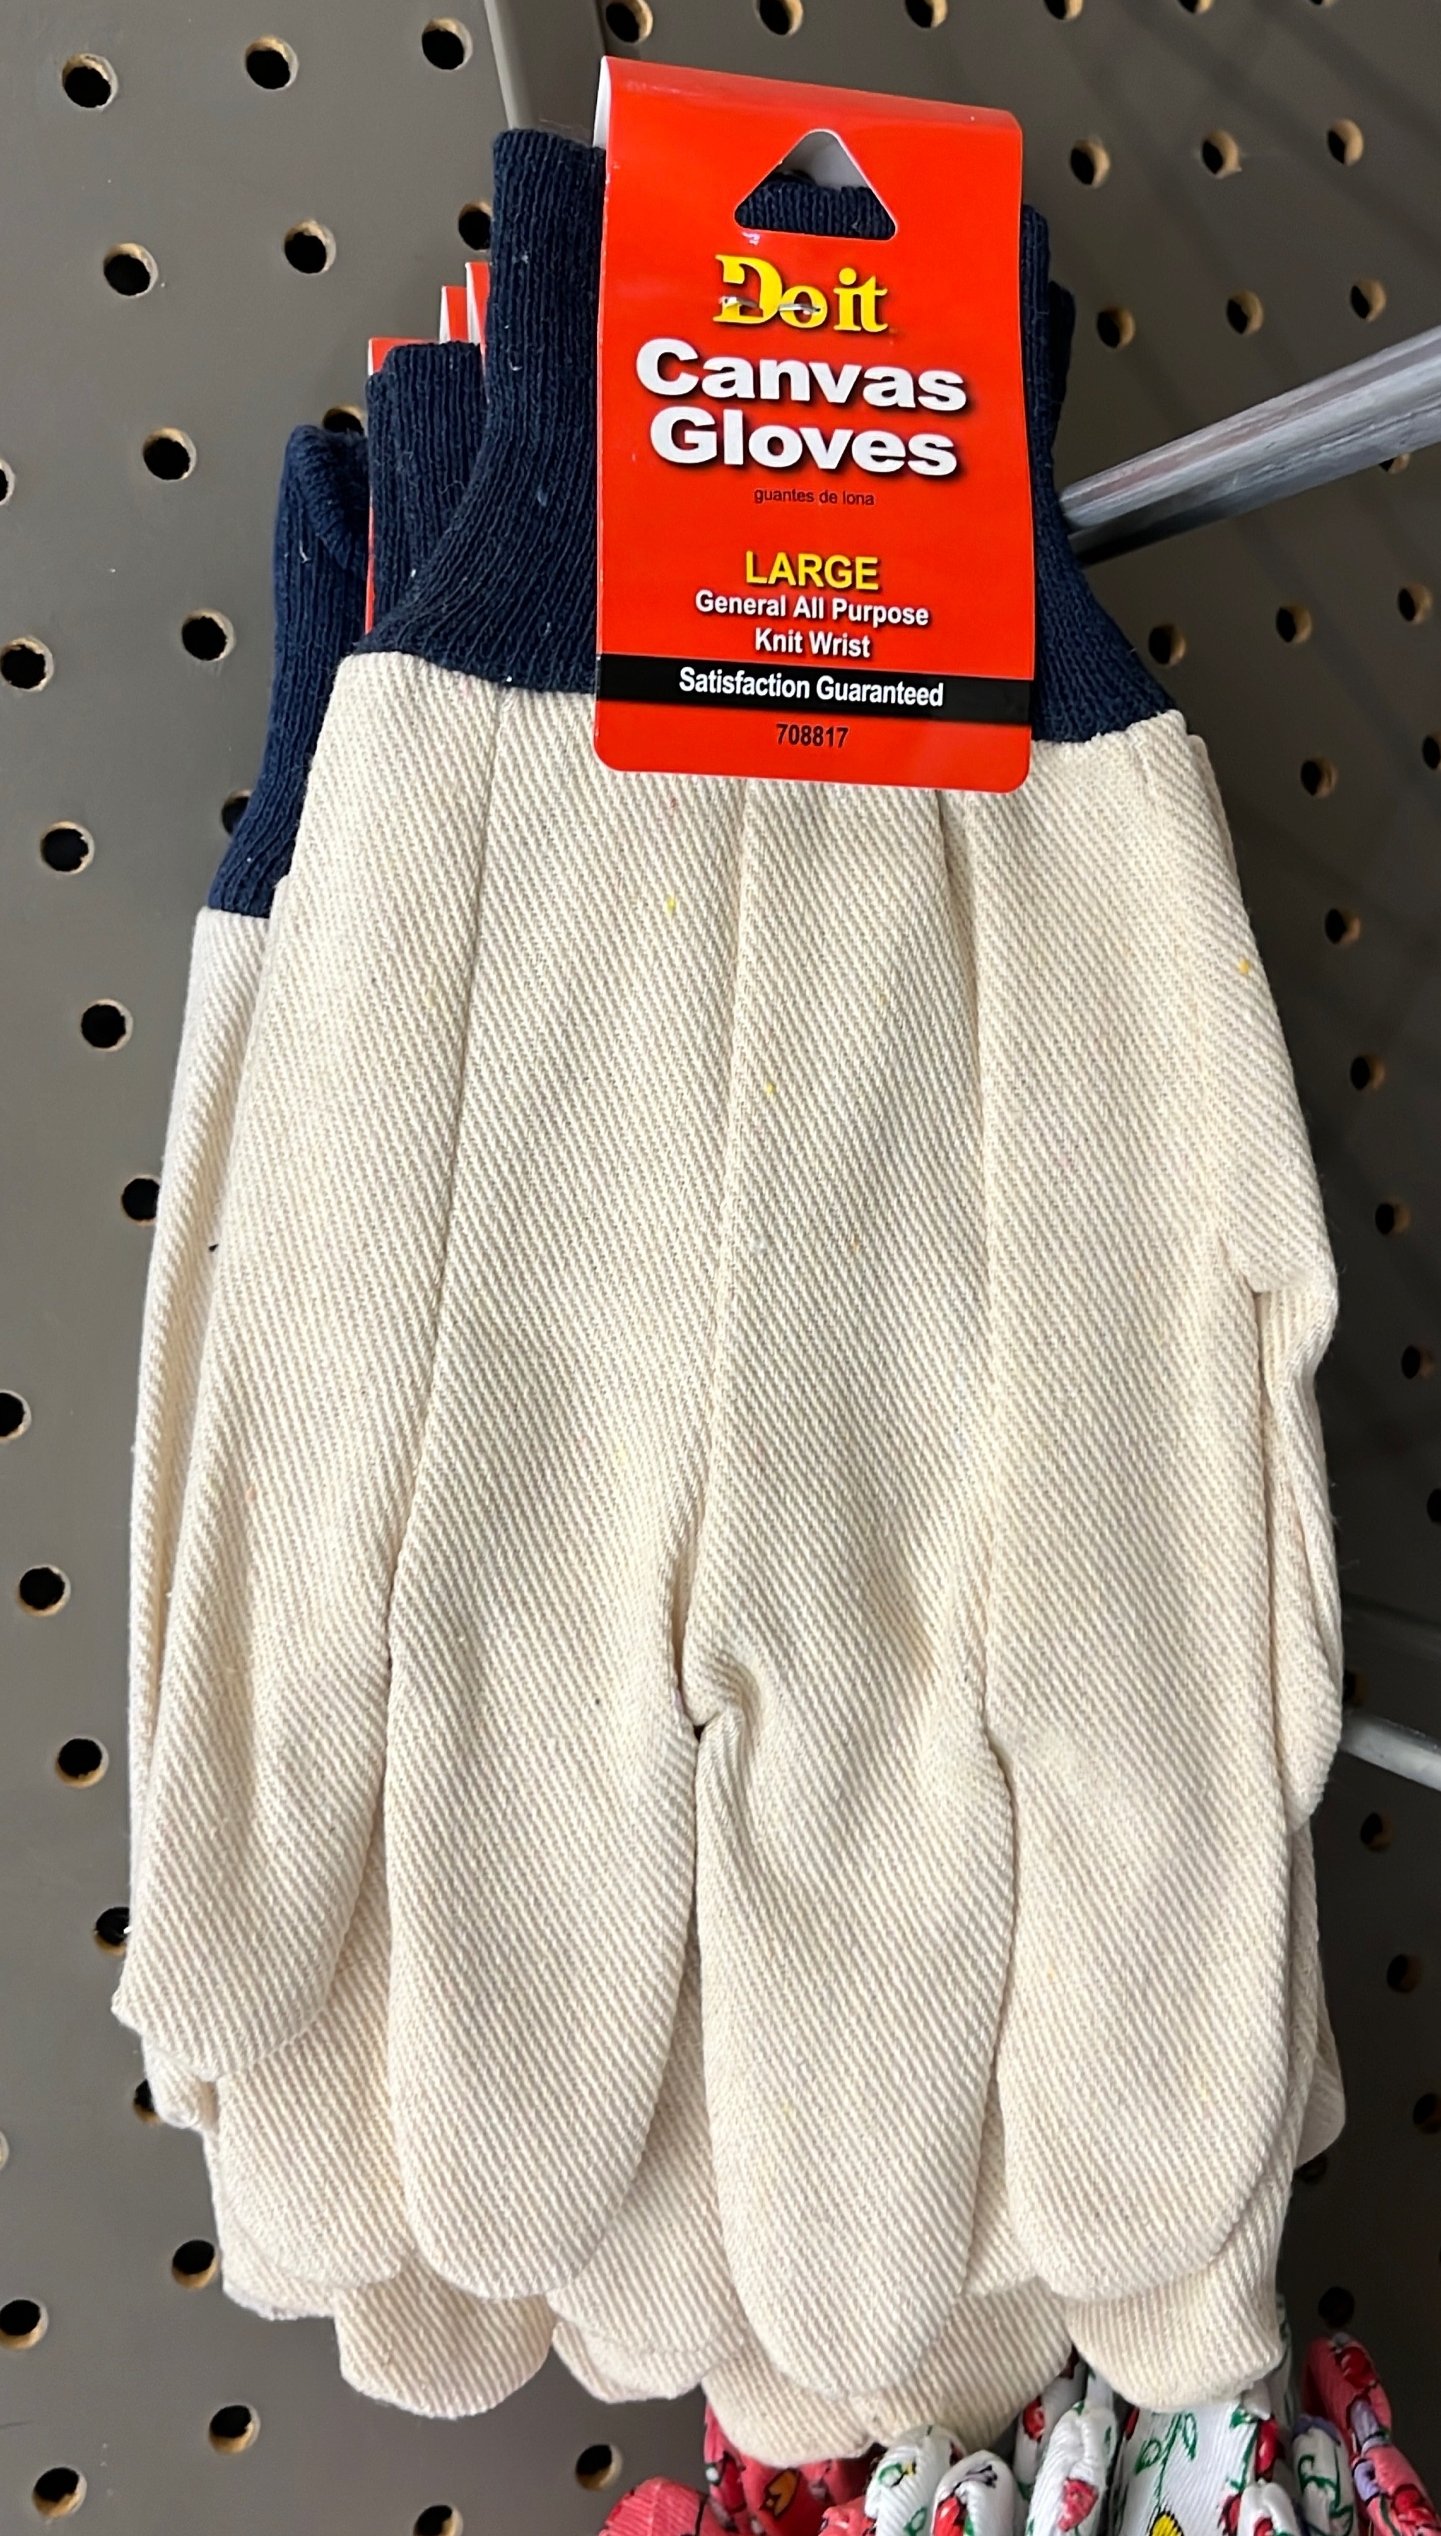 Do it
Canvas
Gloves
guantes de lona
LARGE
General All Purpose
Knit Wrist
Satisfaction Guaranteed
708817